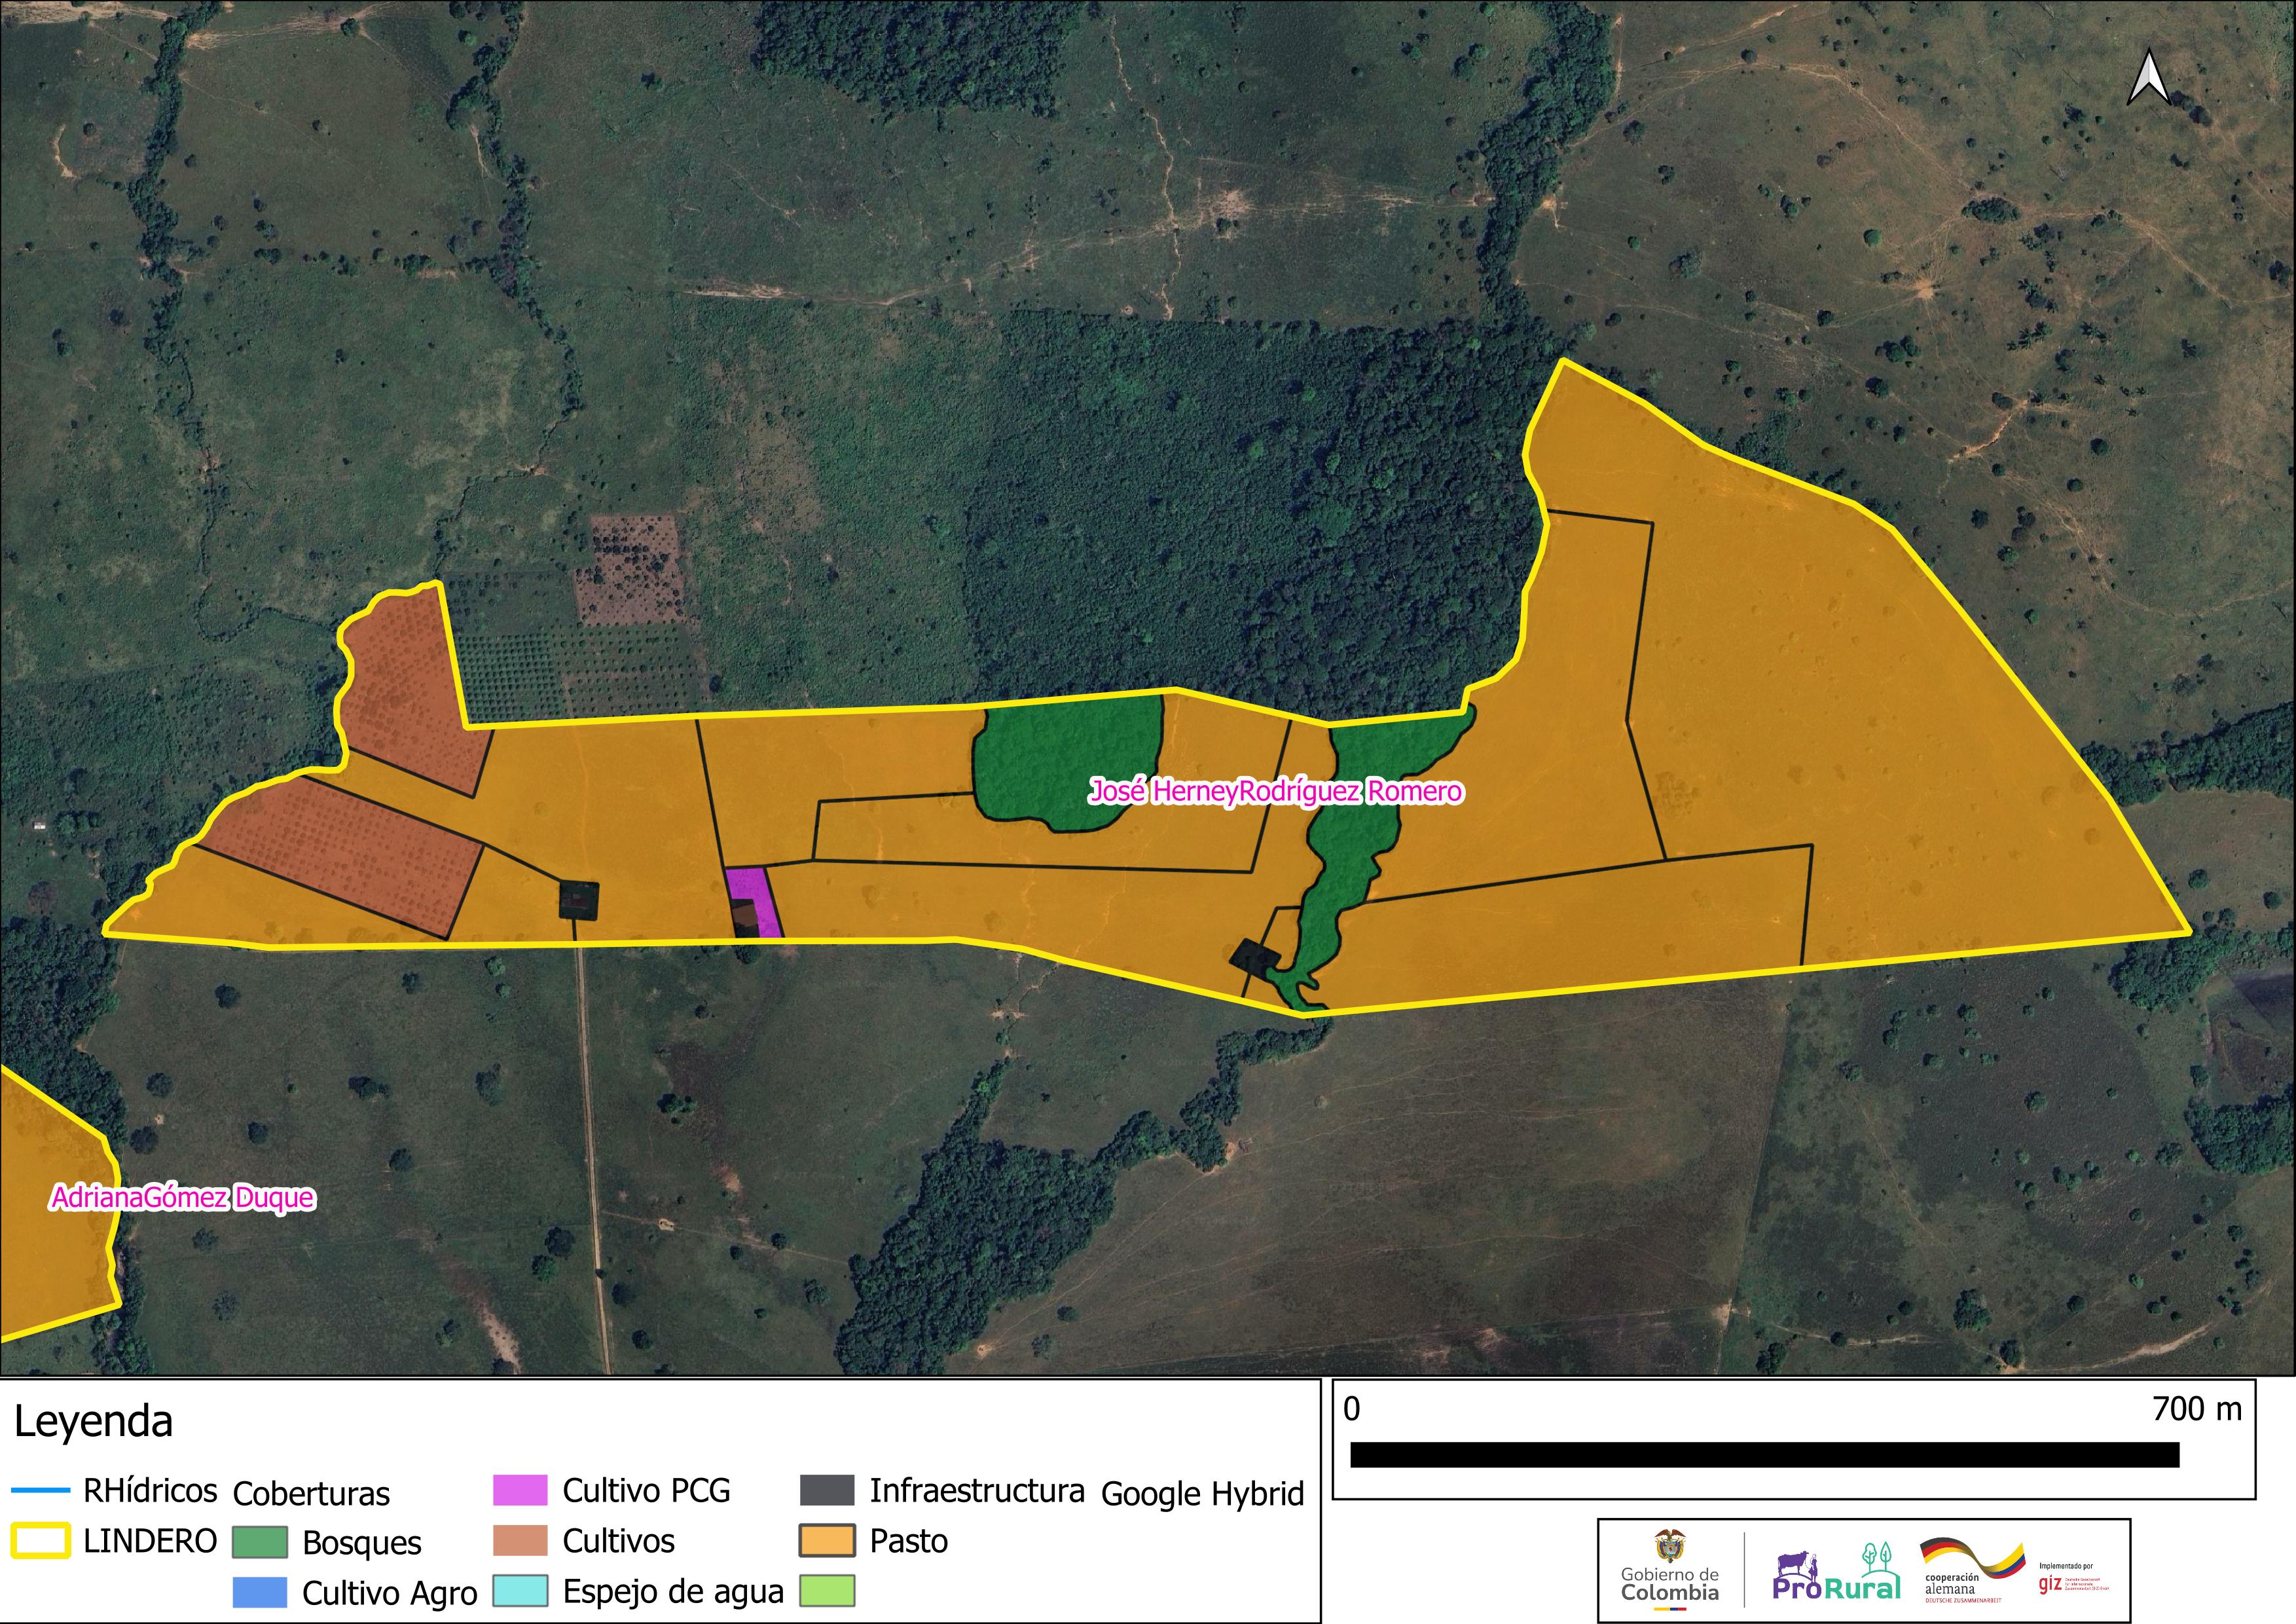 José HerneyRodríguez Romero
AdrianaGómez Duque
Leyenda
RHídricos
LINDERO
Coberturas
Bosques
Cultivo Agro
Cultivo PCG
Cultivos
Espejo de agua
Infraestructura
Pasto
Google Hybrid
0 700 m
Gobierno de
Colombia
ProRural
cooperación
alemana
DEUTSCHE ZUSAMMENARBEIT
Implementado por
giz